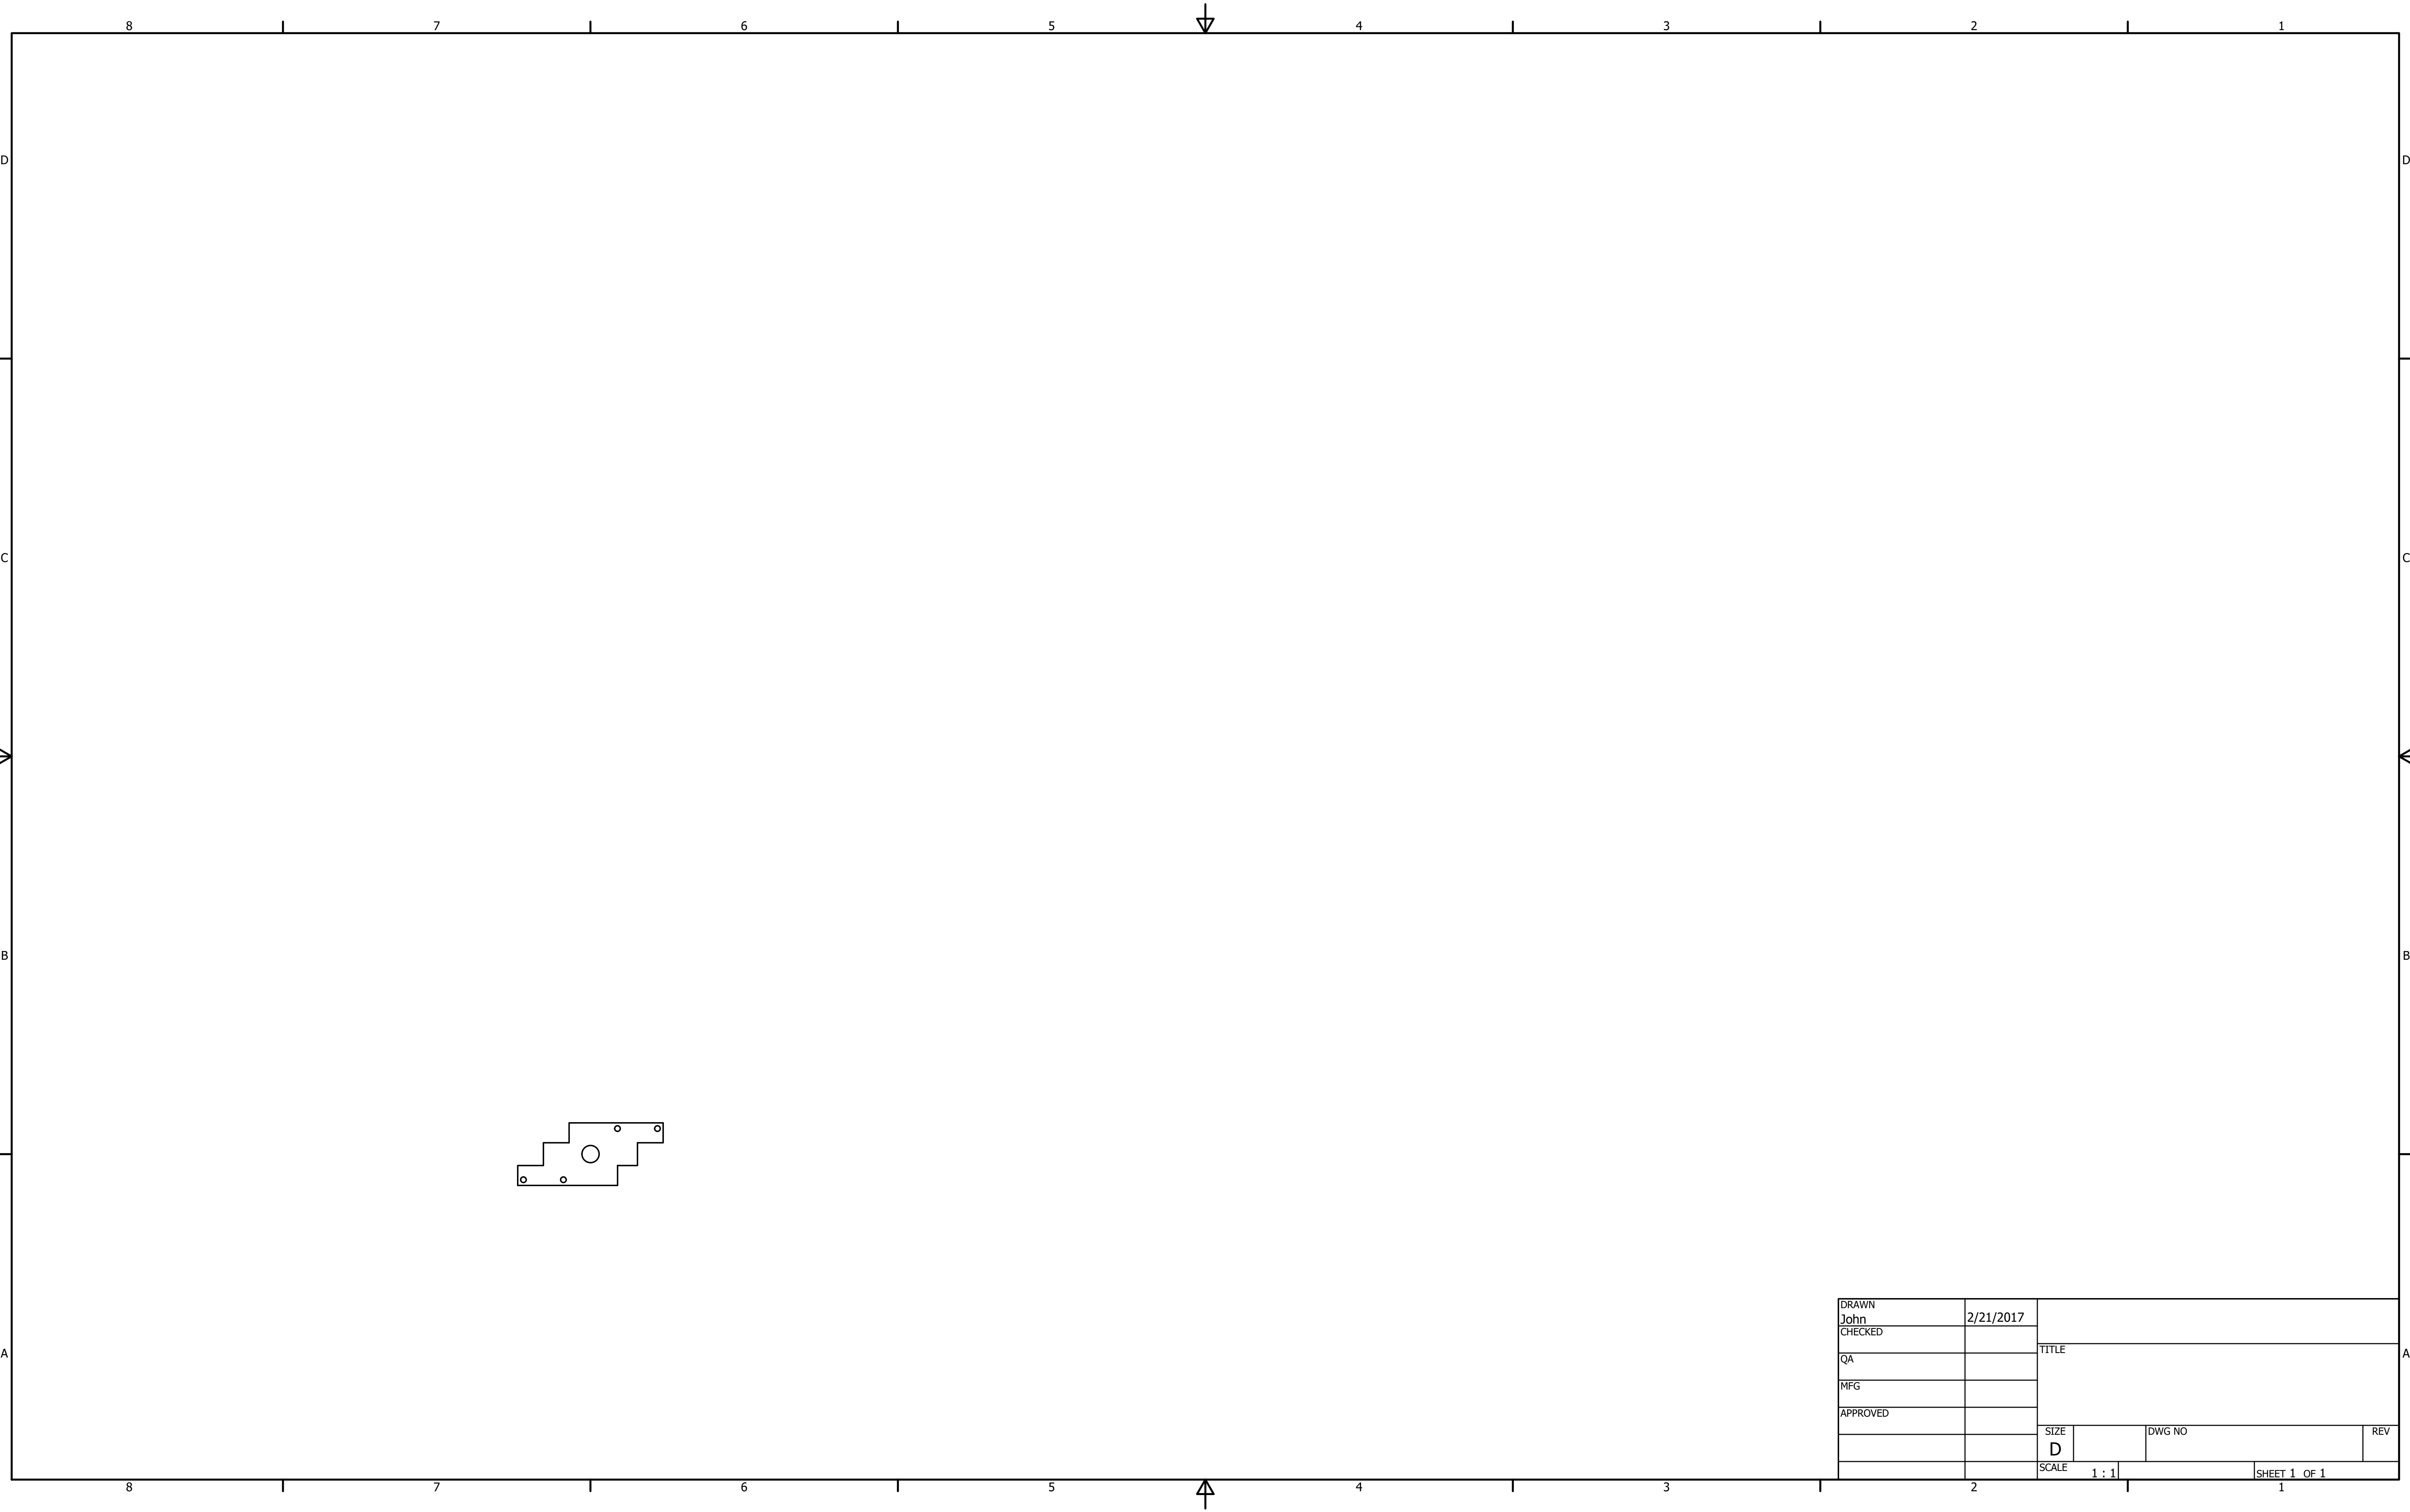 8 7 6 5 4 3 2 1
D D
C C
B B
A A
DRAWN
John 2/21/2017
CHECKED
TITLE
QA
MFG
APPROVED
SIZE DWG NO REV
D
SCALE 1 : 1 SHEET 1 OF 1
8 7 6 5 4 3 2 1